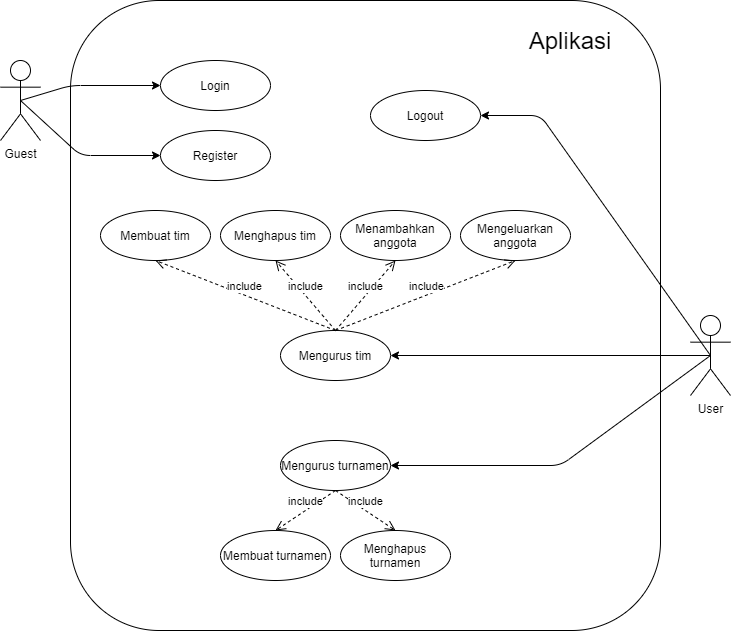 Aplikasi
Login
Logout
Guest
Register
Membuat tim
Menghapus tim
Menambahkan
anggota
Mengeluarkan
anggota
include
include
include
include
Mengurus tim
User
Mengurus turnamen
include
include
Membuat turnamen
Menghapus
turnamen